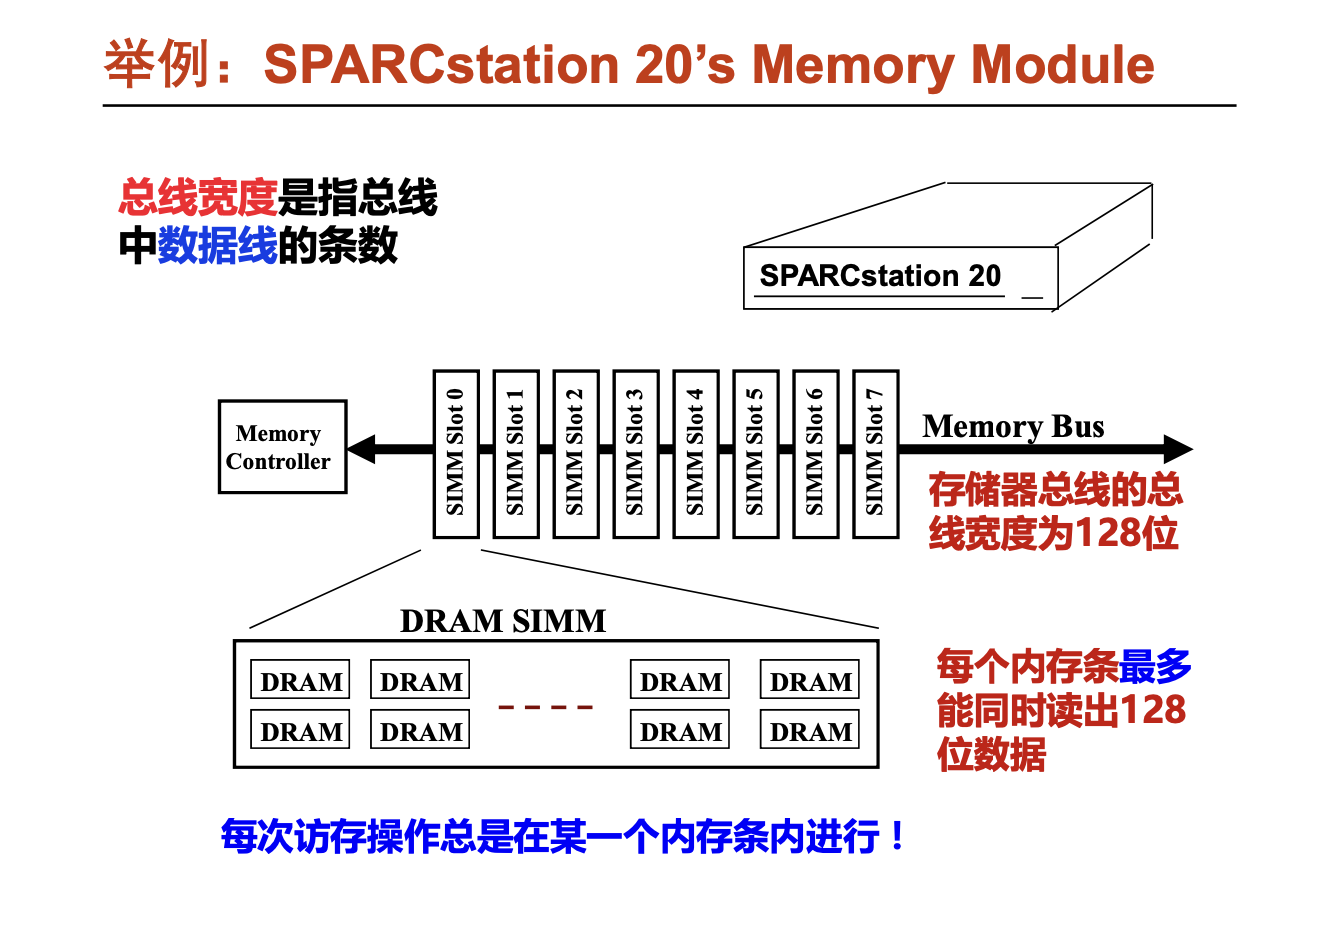 举例：SPARCstation 20’s Memory Module
总线宽度是指总线
中数据线的条数
SPARCstation 20
Memory
Controller
SIMM Slot 0
SIMM Slot 1
SIMM Slot 2
SIMM Slot 3
SIMM Slot 4
SIMM Slot 5
SIMM Slot 6
SIMM Slot 7
Memory Bus
存储器总线的总
线宽度为128位
DRAM SIMM
DRAM DRAM DRAM DRAM
DRAM DRAM DRAM DRAM
每个内存条最多
能同时读出128
位数据
每次访存操作总是在某一个内存条内进行！